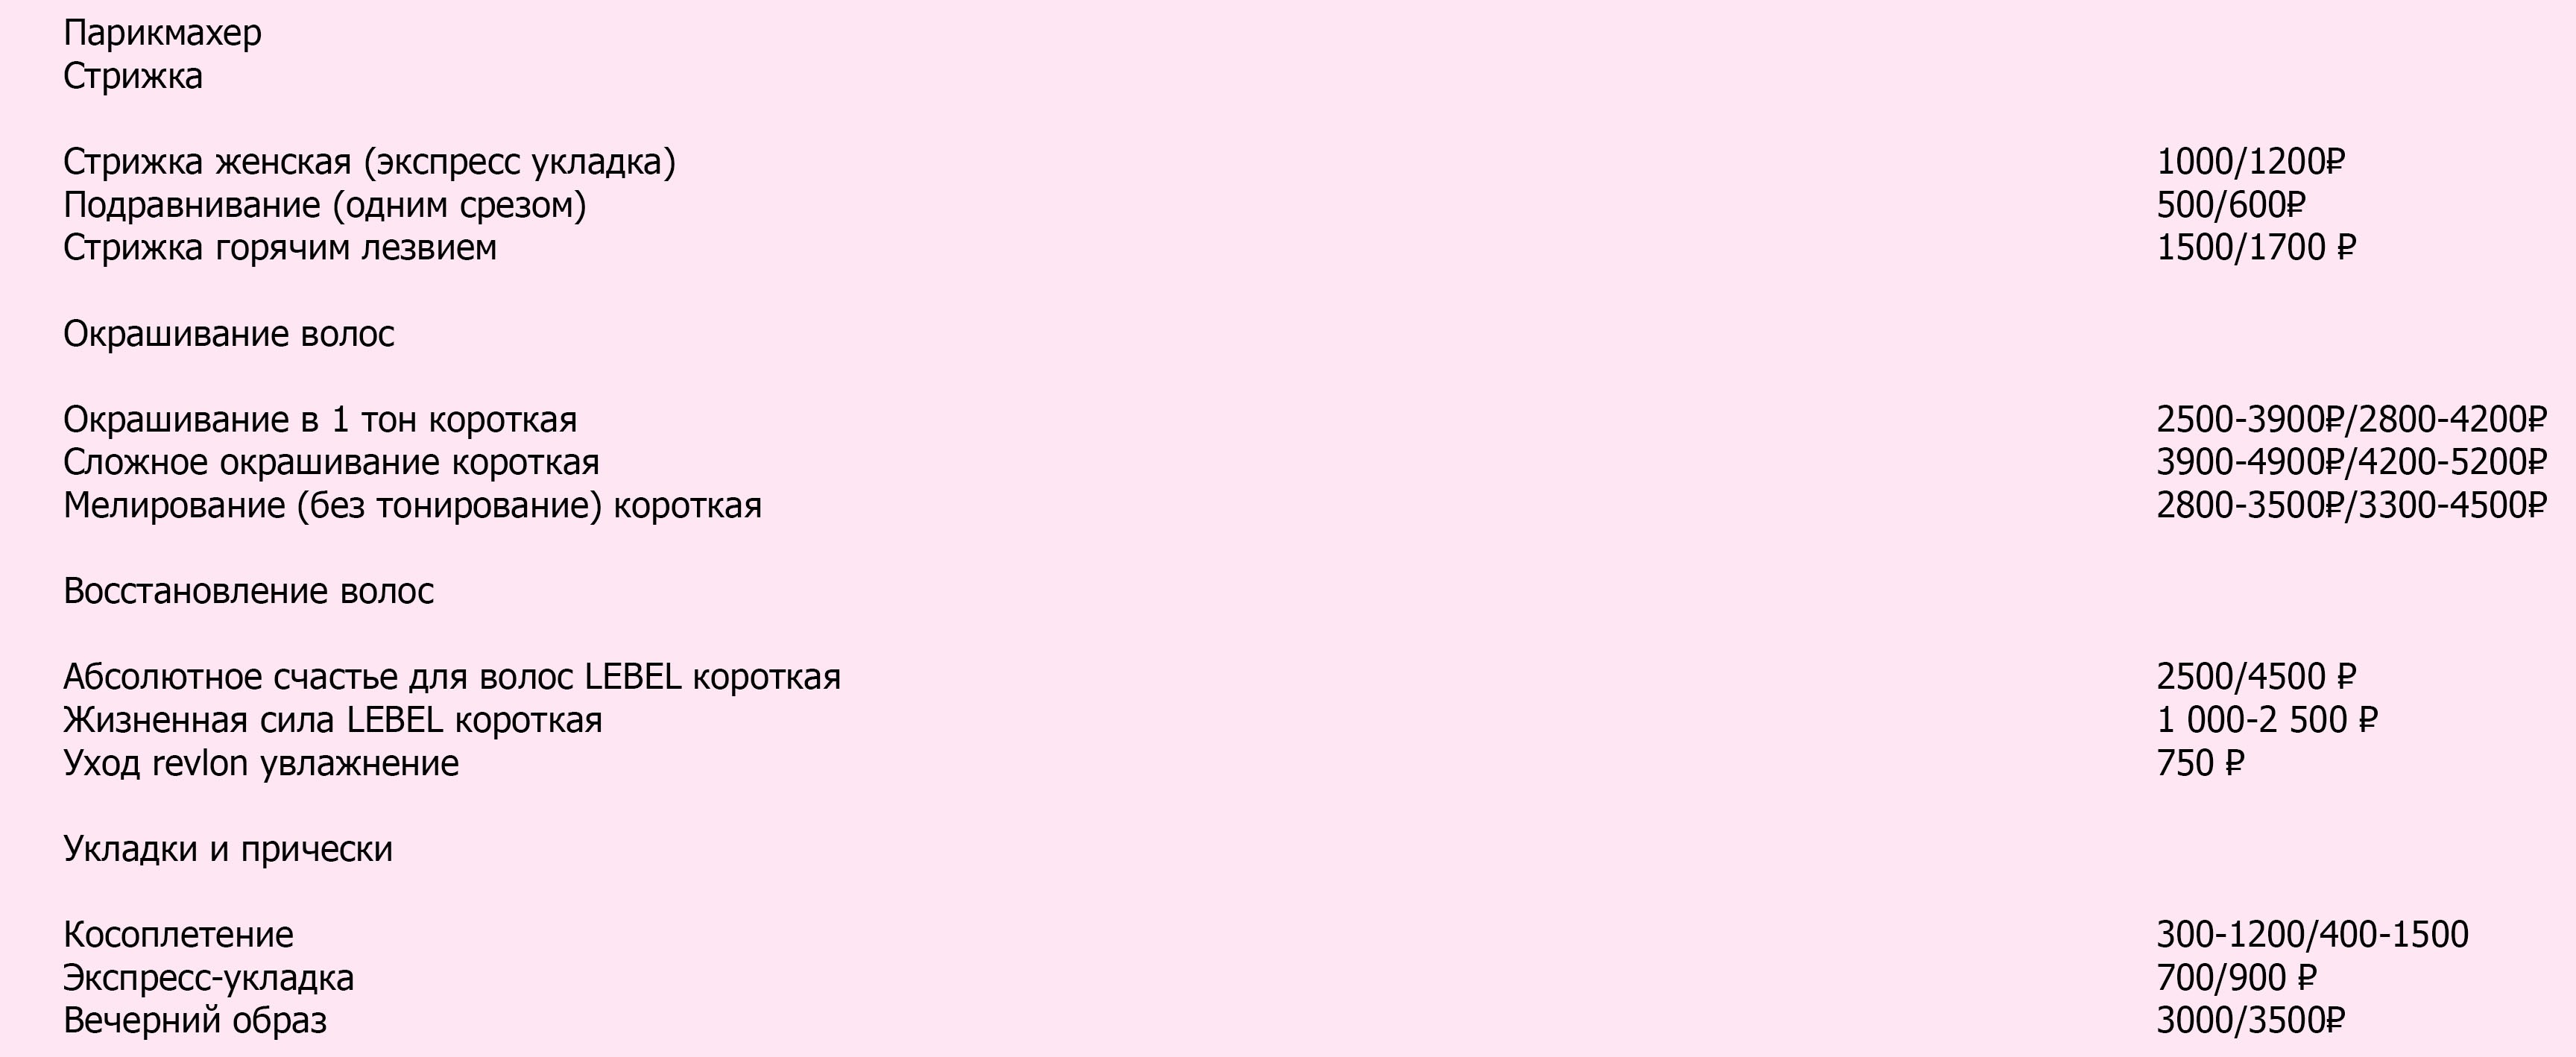 Парикмахер
Стрижка
Стрижка женская (экспресс укладка) 1000/1200₽
Подравнивание (одним срезом) 500/600₽
Стрижка горячим лезвием 1500/1700 ₽
Окрашивание волос
Окрашивание в 1 тон короткая 2500-3900₽/2800-4200₽
Сложное окрашивание короткая 3900-4900₽/4200-5200₽
Мелирование (без тонирование) короткая 2800-3500₽/3300-4500₽
Восстановление волос
Абсолютное счастье для волос LEBEL короткая 2500/4500 ₽
Жизненная сила LEBEL короткая 1 000-2 500 ₽
Уход revlon увлажнение 750 ₽
Укладки и прически
Косоплетение 300-1200/400-1500
Экспресс-укладка 700/900 ₽
Вечерний образ 3000/3500₽